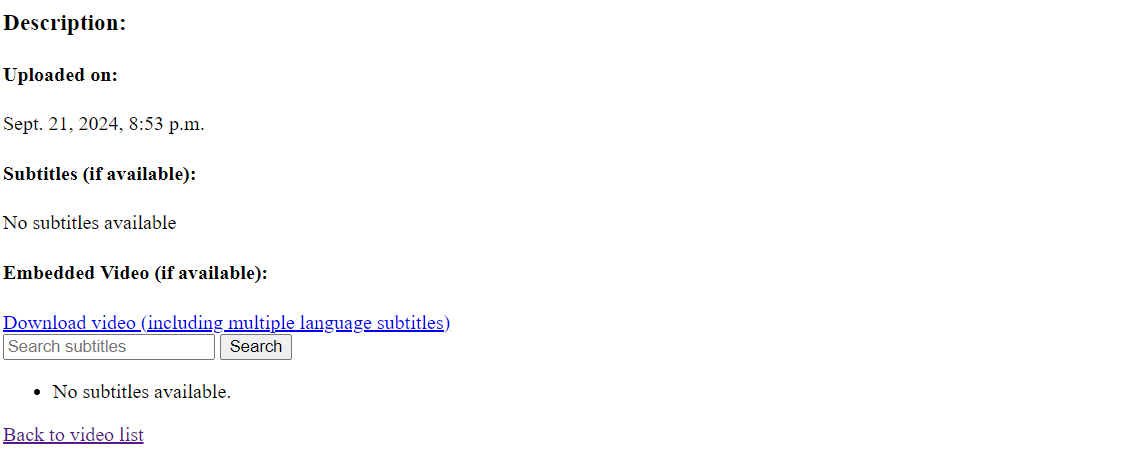 Description:
Uploaded on:
Sept. 21, 2024, 8:53 p.m.
Subtitles (if available):
No subtitles available
Embedded Video (if available):
Download video (including multiple language subtitles)
Search subtitles Search
No subtitles available.
Back to video list